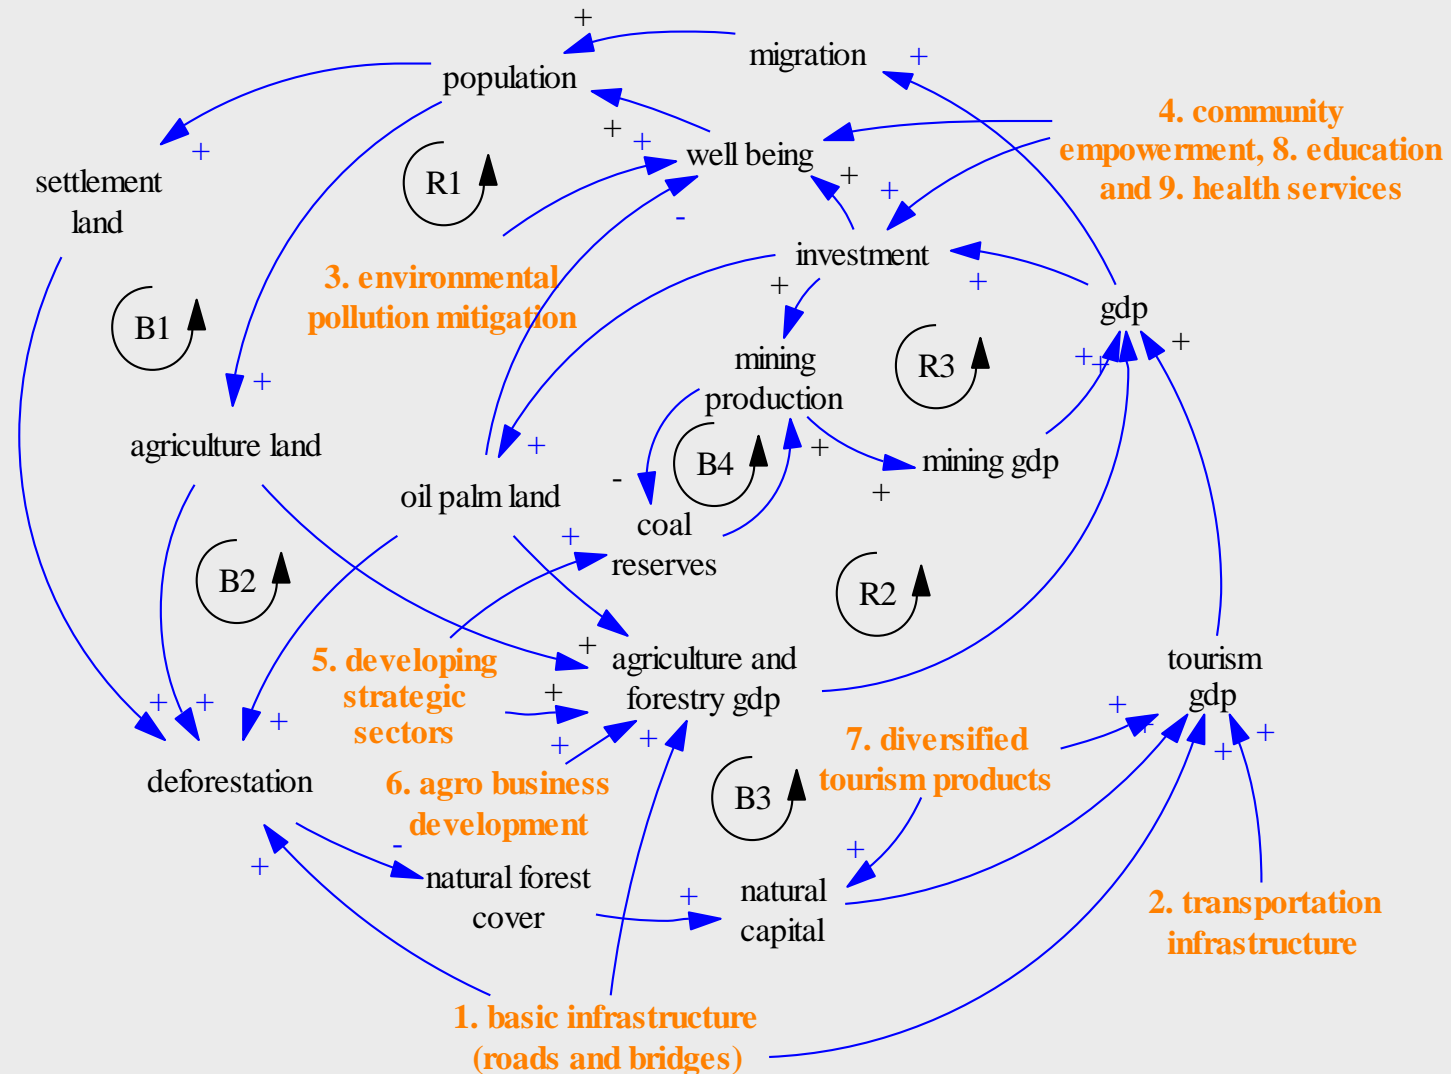 +
migration
+
population
4. community
empowerment, 8. education
and 9. health services
+
+
well being
+
+
R1
+
settlement
land
-
investment
+
+
3. environmental
pollution mitigation
gdp
B1
+
+
+
mining
production
R3
+
agriculture land
+
+
B4
mining gdp
oil palm land
-
+
coal
reserves
+
B2
R2
+
5. developing
strategic
sectors
agriculture and
forestry gdp
tourism
gdp
+
+
+
+
+
+
+
+
7. diversified
tourism products
+
+
deforestation
6. agro business
development
B3
-
+
+
natural forest
cover
+
natural
capital
2. transportation
infrastructure
1. basic infrastructure
(roads and bridges)